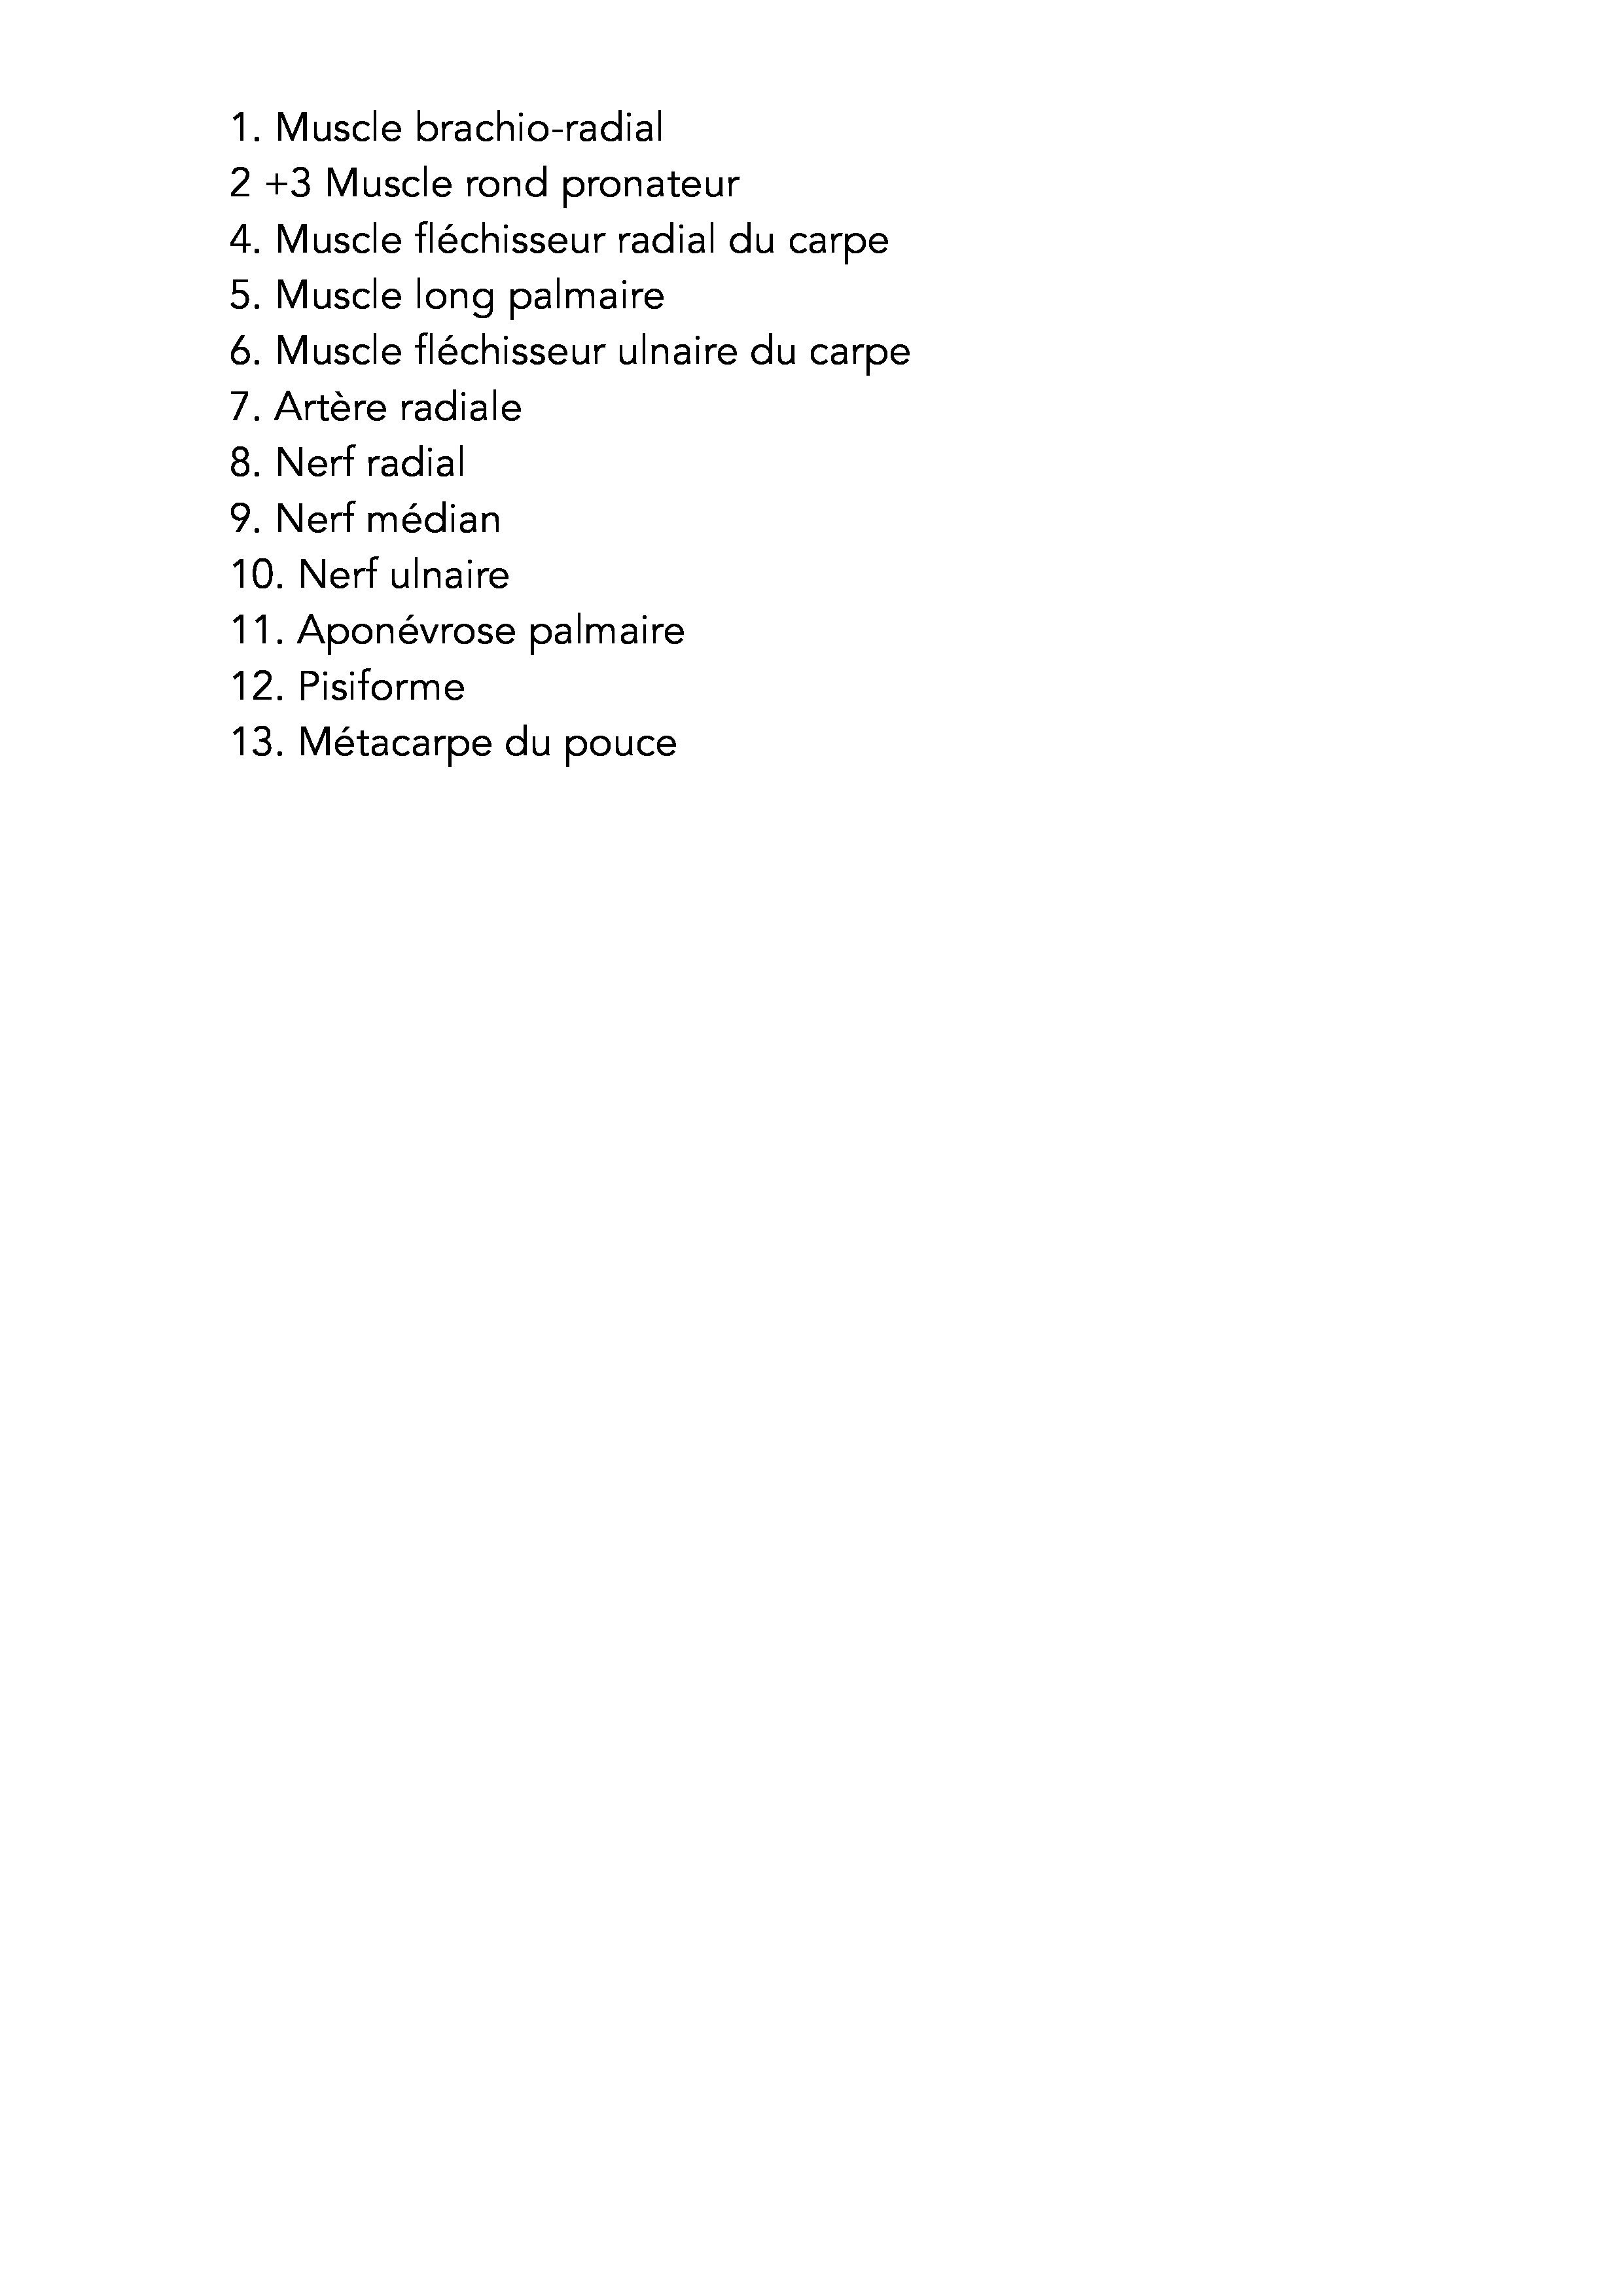 1. Muscle brachio-radial
2 +3 Muscle rond pronateur
4. Muscle fléchisseur radial du carpe
5. Muscle long palmaire
6. Muscle fléchisseur ulnaire du carpe
7. Artère radiale
8. Nerf radial
9. Nerf médian
10. Nerf ulnaire
11. Aponévrose palmaire
12. Pisiforme
13. Métacarpe du pouce